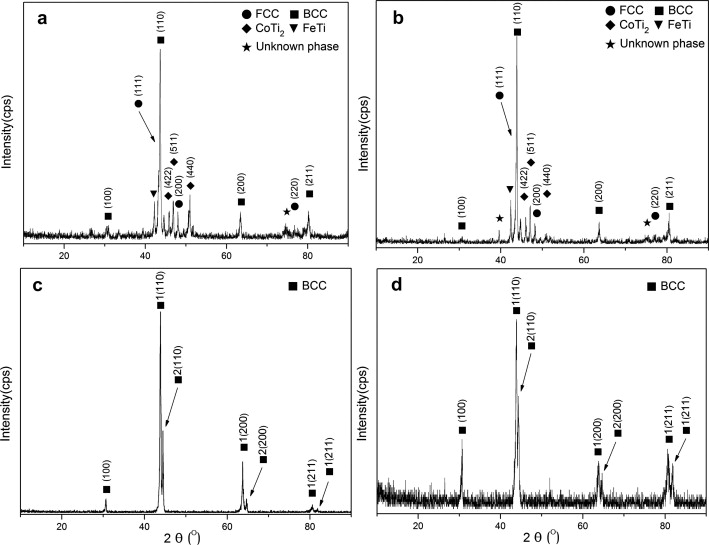 a
FCC BCC
CoTi2 FeTi
Unknown phase
Intensity(cps)
(100)
(111)
(110)
(422)
(511)
(200)
(440)
(200)
(220)
(211)
20 40 60 80
b
FCC BCC
CoTi2 FeTi
Unknown phase
Intensity(cps)
(100)
(111)
(110)
(422)
(511)
(200)
(440)
(200)
(220)
(211)
20 40 60 80
c
BCC
Intensity(cps)
(100)
1(110)
2(110)
1(200)
2(200)
1(211)
1(211)
20 40 60 80
2 θ (O)
d
BCC
Intensity(cps)
(100)
1(110)
2(110)
1(200)
2(200)
1(211)
1(211)
20 40 60 80
2 θ (O)